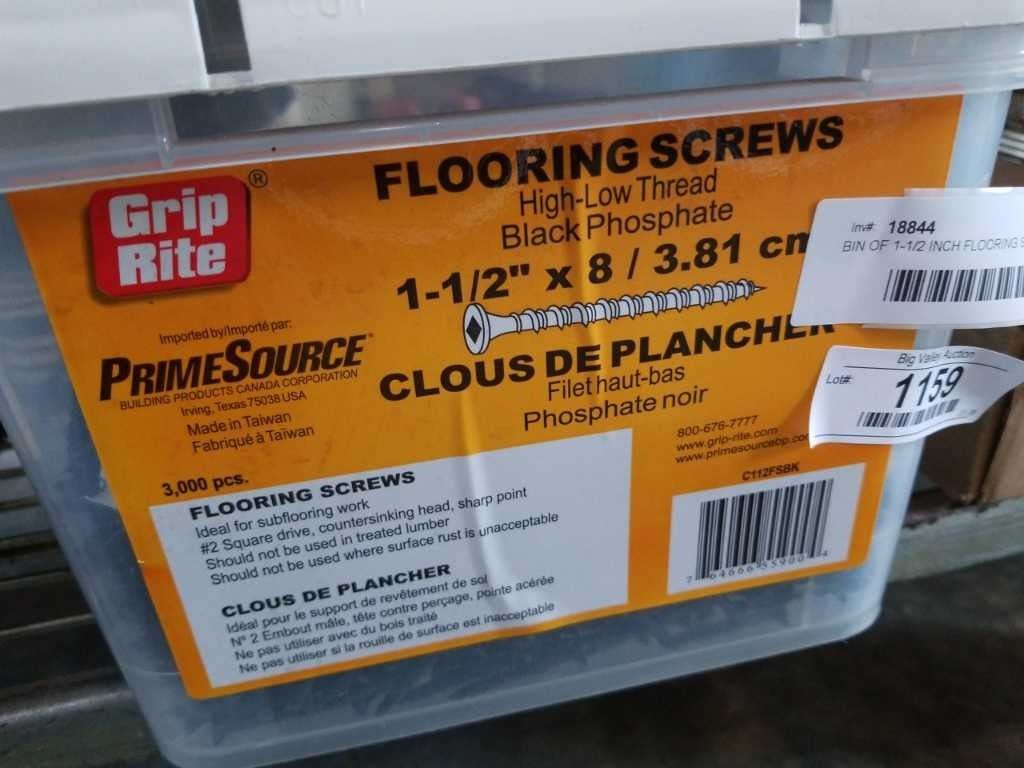 Grip
Rite
®
FLOORING SCREWS
High-Low Thread
Black Phosphate
1-1/2" x 8 / 3.81 cm
CLOUS DE PLANCHER
Filet haut-bas
Phosphate noir
Imported by/Importé par:
PRIMESOURCE®
BUILDING PRODUCTS CANADA CORPORATION
Irving, Texas 75038 USA
Made in Taiwan
Fabriqué à Taïwan
3,000 pcs.
FLOORING SCREWS
Ideal for subflooring work
#2 Square drive, countersinking head, sharp point
Should not be used in treated lumber
Should not be used where surface rust is unacceptable
CLOUS DE PLANCHER
Idéal pour le support de revêtement de sol
N° 2 Embout mâle, tête contre perçage, pointe acérée
Ne pas utiliser avec du bois traité
Ne pas utiliser si la rouille de surface est inacceptable
800-676-7777
www.grip-rite.com
www.primesourcebp.co
C112FSBK
7 64666 55900 4
Inv#: 18844
BIN OF 1-1/2 INCH FLOORING S
Big Valley Auction
Lot#: 1159